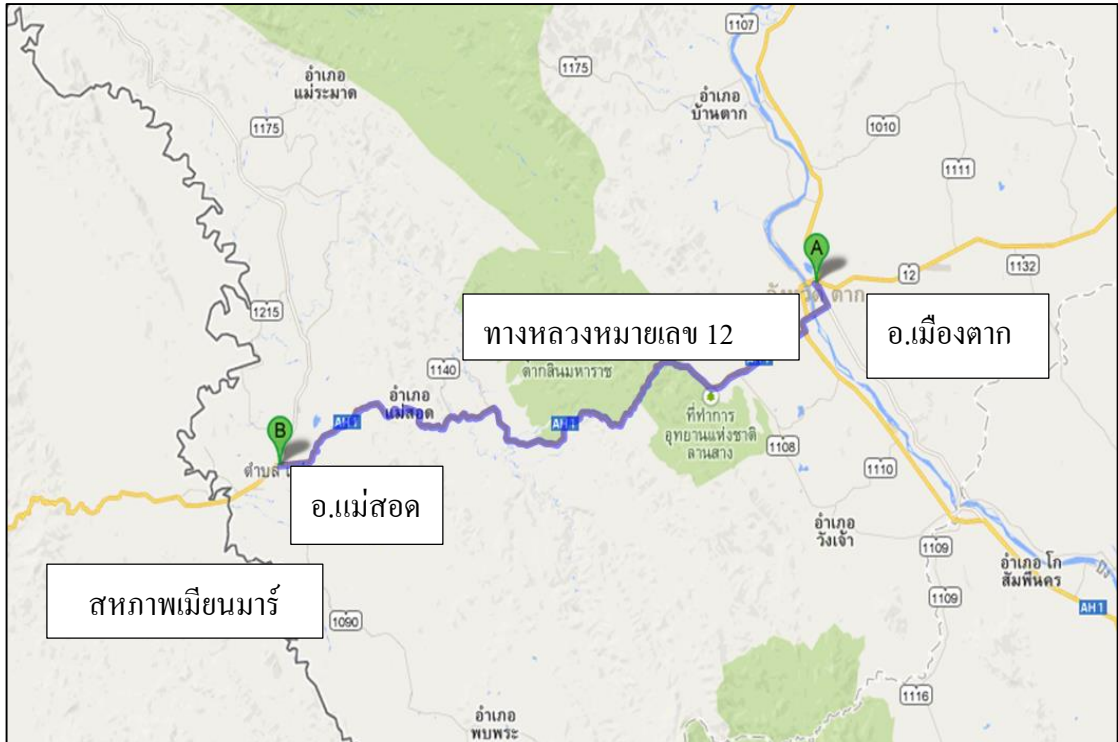 1107
1175
อำเภอ
แม่ระมาด
อำเภอ
บ้านตาก
1175
1010
1111
A
12
1132
จังหวัด ตาก
1215
ทางหลวงหมายเลข 12
อ.เมืองตาก
1140
ตากสินมหาราช
อำเภอ
แม่สอด
AH1
AH1
ที่ทำการ
อุทยานแห่งชาติ
ลานสาง
B
1108
1110
อ.แม่สอด
อำเภอ
วังเจ้า
1109
อำเภอ โก
สัมพีนคร
1109
AH1
สหภาพเมียนมาร์
1090
1116
อำเภอ
พบพระ